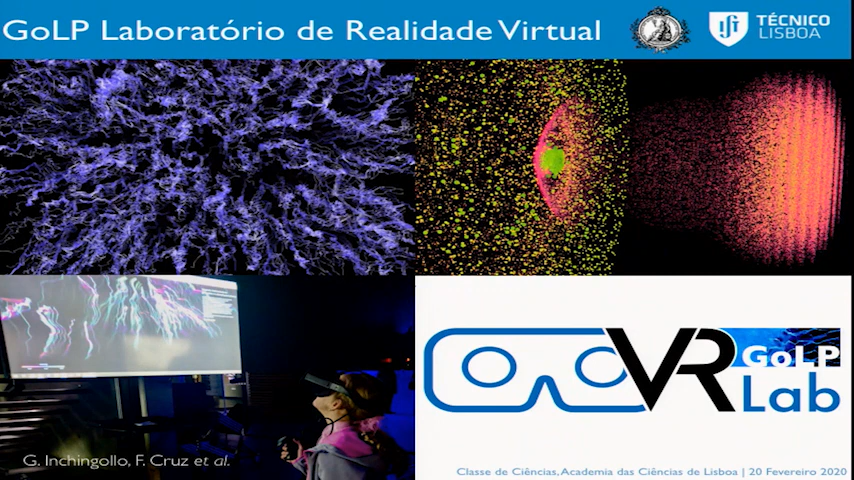 GoLP Laboratório de Realidade Virtual
TÉCNICO
LISBOA
G. Inchingollo, F. Cruz et al.
VR GoLP
Lab
Classe de Ciências, Academia das Ciências de Lisboa | 20 Fevereiro 2020